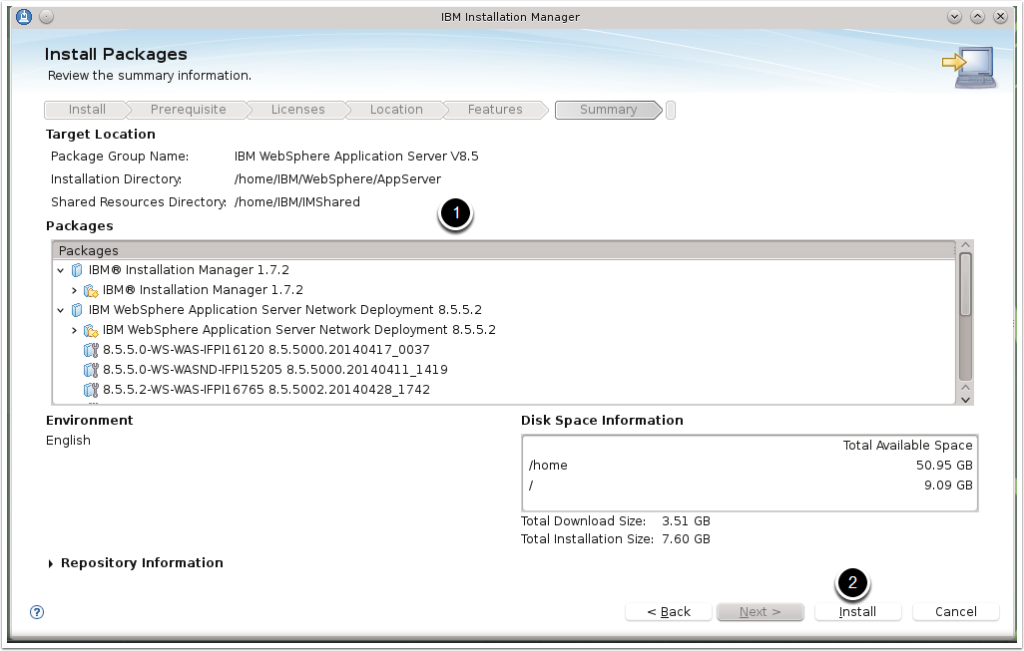 IBM Installation Manager
Install Packages
Review the summary information.
Install Prerequisite Licenses Location Features Summary
Target Location
Package Group Name: IBM WebSphere Application Server V8.5
Installation Directory: /home/IBM/WebSphere/AppServer
Shared Resources Directory: /home/IBM/IMShared
1
Packages
Packages
IBM® Installation Manager 1.7.2
IBM® Installation Manager 1.7.2
IBM WebSphere Application Server Network Deployment 8.5.5.2
IBM WebSphere Application Server Network Deployment 8.5.5.2
8.5.5.0-WS-WAS-IFPI16120 8.5.5000.20140417_0037
8.5.5.0-WS-WASND-IFPI15205 8.5.5000.20140411_1419
8.5.5.2-WS-WAS-IFPI16765 8.5.5002.20140428_1742
Environment
English
Disk Space Information
Total Available Space
/home 50.95 GB
/ 9.09 GB
Total Download Size: 3.51 GB
Total Installation Size: 7.60 GB
Repository Information
2
? < Back Next > Install Cancel